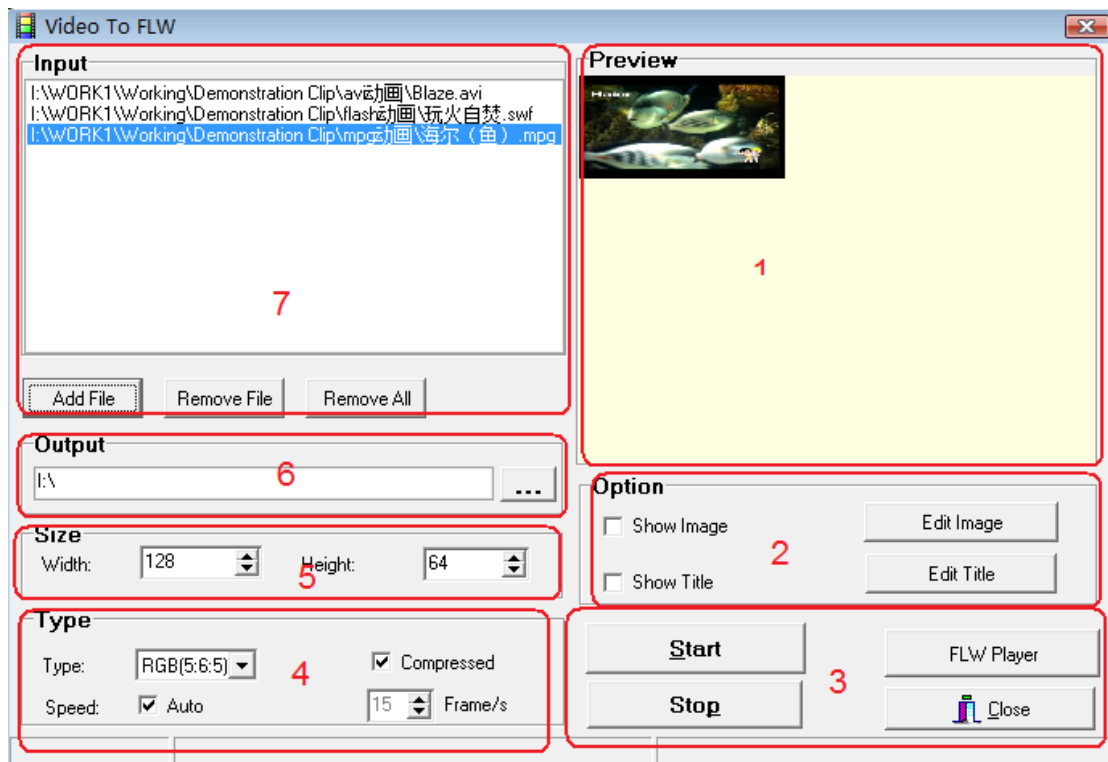 Video To FLW
Input
I:\WORK1\Working\Demonstration Clip\avi动画\Blaze.avi
I:\WORK1\Working\Demonstration Clip\flash动画\玩火自焚.swf
I:\WORK1\Working\Demonstration Clip\mpg动画\海尔（鱼）.mpg
7
Add File Remove File Remove All
Output
I:\ ...
6
Size
Width: 128 Height: 64
5
Type
Type: RGB(5:6:5) Compressed
4
Speed: Auto 15 Frame/s
Preview
Haier
1
Option
Show Image Edit Image
2
Show Title Edit Title
Start FLW Player
3
Stop Close